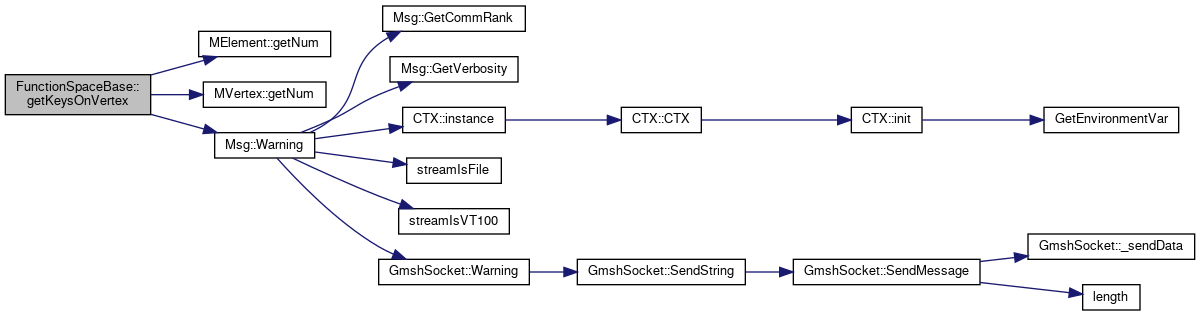 FunctionSpaceBase::
getKeysOnVertex
MElement::getNum
MVertex::getNum
Msg::Warning
Msg::GetCommRank
Msg::GetVerbosity
CTX::instance
CTX::CTX
CTX::init
GetEnvironmentVar
streamIsFile
streamIsVT100
GmshSocket::Warning
GmshSocket::SendString
GmshSocket::SendMessage
GmshSocket::_sendData
length